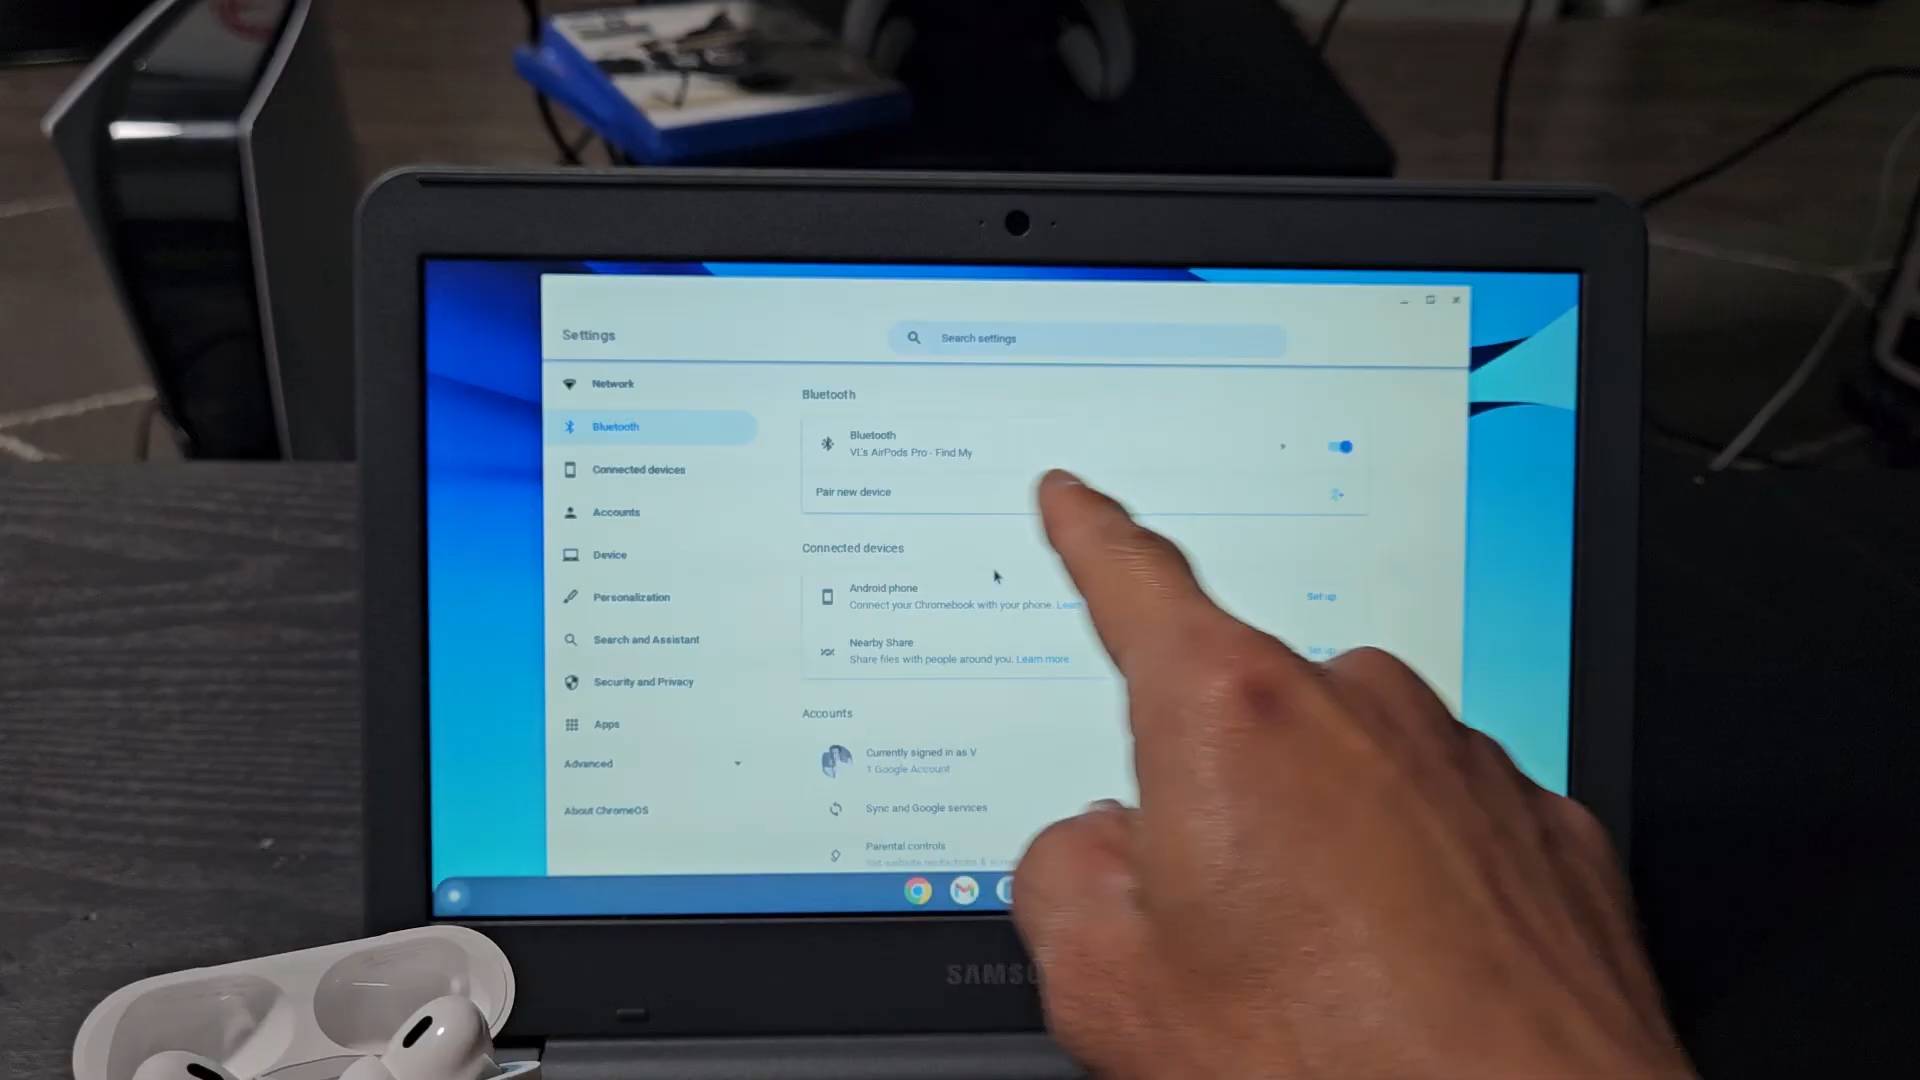 Settings
Search settings
Network
Bluetooth
Connected devices
Accounts
Device
Personalization
Search and Assistant
Security and Privacy
Apps
Advanced
About ChromeOS
Bluetooth
Bluetooth
VL's AirPods Pro - Find My
Pair new device
Connected devices
Android phone
Connect your Chromebook with your phone. Learn
Set up
Nearby Share
Share files with people around you. Learn more
Set up
Accounts
Currently signed in as V
1 Google Account
Sync and Google services
Parental controls